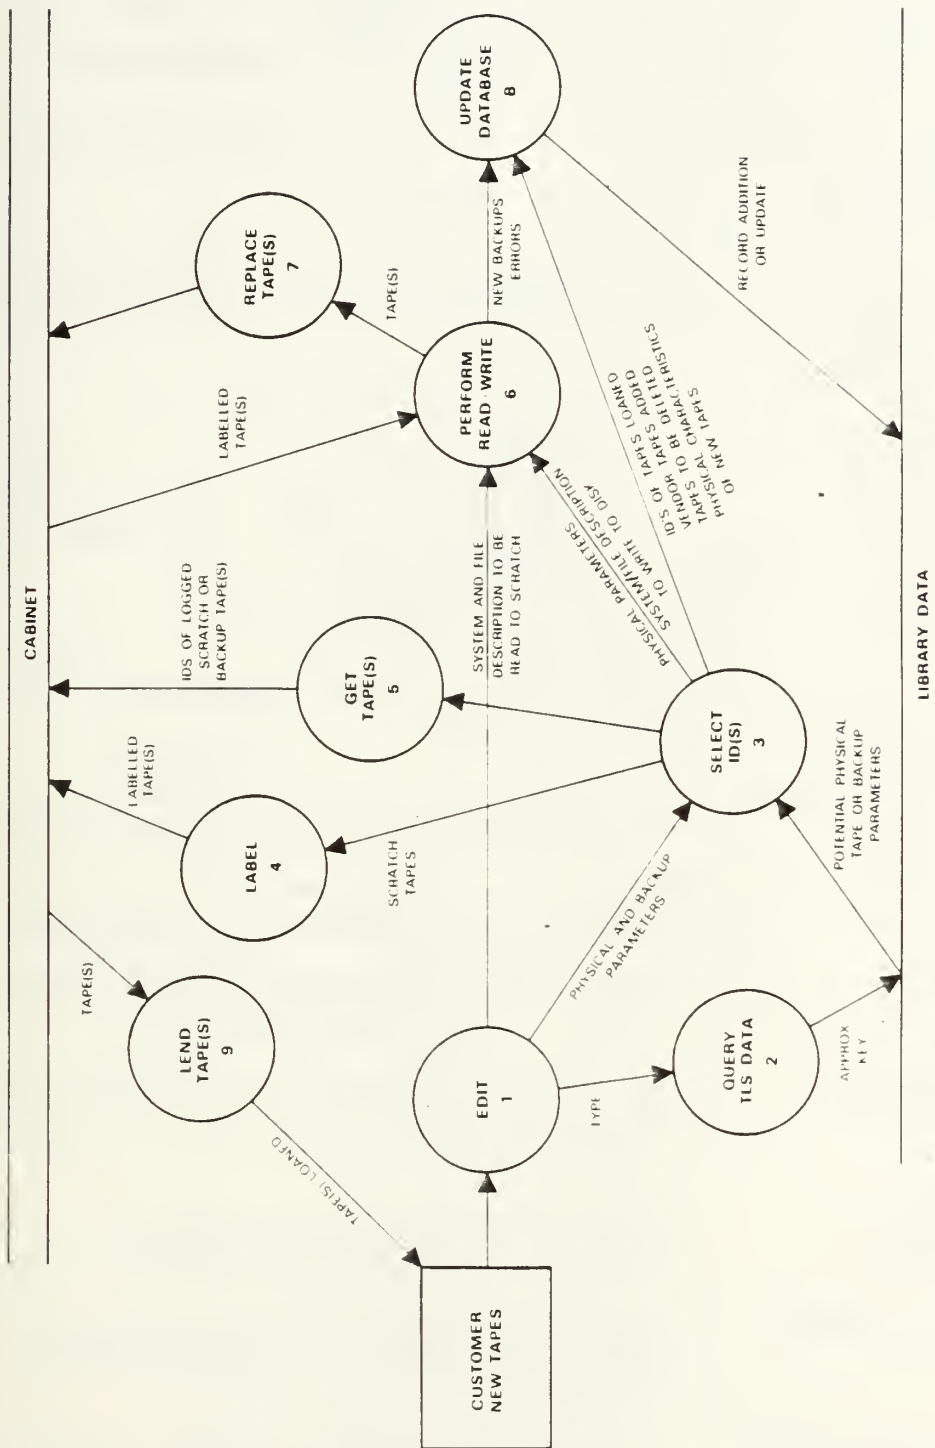 CABINET
TAPE(S)
LABELLED
TAPE(S)
IDS OF LOGGED
SCRATCH OR
BACKUP TAPE(S)
LABELLED
TAPE(S)
LEND
TAPE(S)
9
LABEL
4
GET
TAPE(S)
5
REPLACE
TAPE(S)
7
TAPE(S) LOANED
SCRATCH
TAPES
SYSTEM AND FILE
DESCRIPTION TO BE
READ TO SCRATCH
TAPE(S)
CUSTOMER
NEW TAPES
EDIT
1
PERFORM
READ-WRITE
6
NEW BACKUPS
ERRORS
UPDATE
DATABASE
8
PHYSICAL AND BACKUP
PARAMETERS
PHYSICAL PARAMETERS
SYSTEM/FILE DESCRIPTION
TO WRITE TO DISK
ID'S OF TAPES LOANED
VENDOR TAPES ADDED
TAPES TO BE DELETED
PHYSICAL CHARACTERISTICS
OF NEW TAPES
TYPE
QUERY
TLS DATA
2
SELECT
ID(S)
3
APPROX
KEY
POTENTIAL PHYSICAL
TAPE OR BACKUP
PARAMETERS
RECORD ADDITION
OR UPDATE
LIBRARY DATA